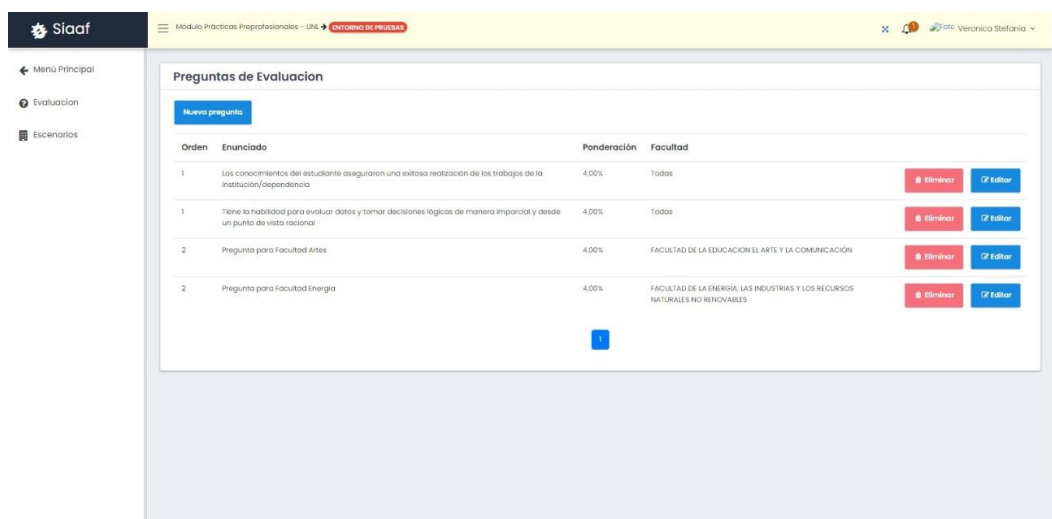 Siaaf
Módulo Prácticas Preprofesionales - UNL → ENTORNO DE PRUEBAS
Foto Veronica Stefania
Menú Principal
Evaluacion
Escenarios
Preguntas de Evaluacion
Nueva pregunta
Orden Enunciado Ponderación Facultad
1 Los conocimientos del estudiante aseguraron una exitosa realización de los trabajos de la
institución/dependencia
4,00% Todas Eliminar Editar
1 Tiene la habilidad para evaluar datos y tomar decisiones lógicas de manera imparcial y desde
un punto de vista racional
4,00% Todas Eliminar Editar
2 Pregunta para Facultad Artes 4,00% FACULTAD DE LA EDUCACION EL ARTE Y LA COMUNICACIÓN Eliminar Editar
2 Pregunta para Facultad Energia 4,00% FACULTAD DE LA ENERGÍA, LAS INDUSTRIAS Y LOS RECURSOS
NATURALES NO RENOVABLES
Eliminar Editar
1